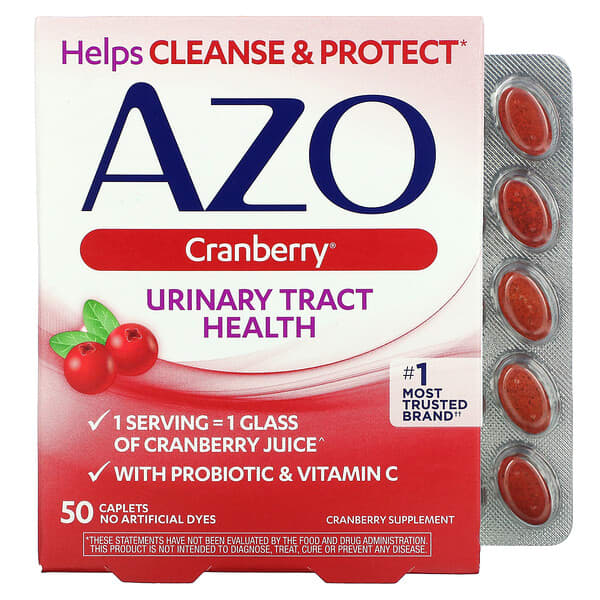 Helps CLEANSE & PROTECT*
AZO
Cranberry®
URINARY TRACT
HEALTH
#1
MOST
TRUSTED
BRAND††
✓ 1 SERVING = 1 GLASS
OF CRANBERRY JUICE^
✓ WITH PROBIOTIC & VITAMIN C
50 CAPLETS
NO ARTIFICIAL DYES
CRANBERRY SUPPLEMENT
*THESE STATEMENTS HAVE NOT BEEN EVALUATED BY THE FOOD AND DRUG ADMINISTRATION.
THIS PRODUCT IS NOT INTENDED TO DIAGNOSE, TREAT, CURE OR PREVENT ANY DISEASE.